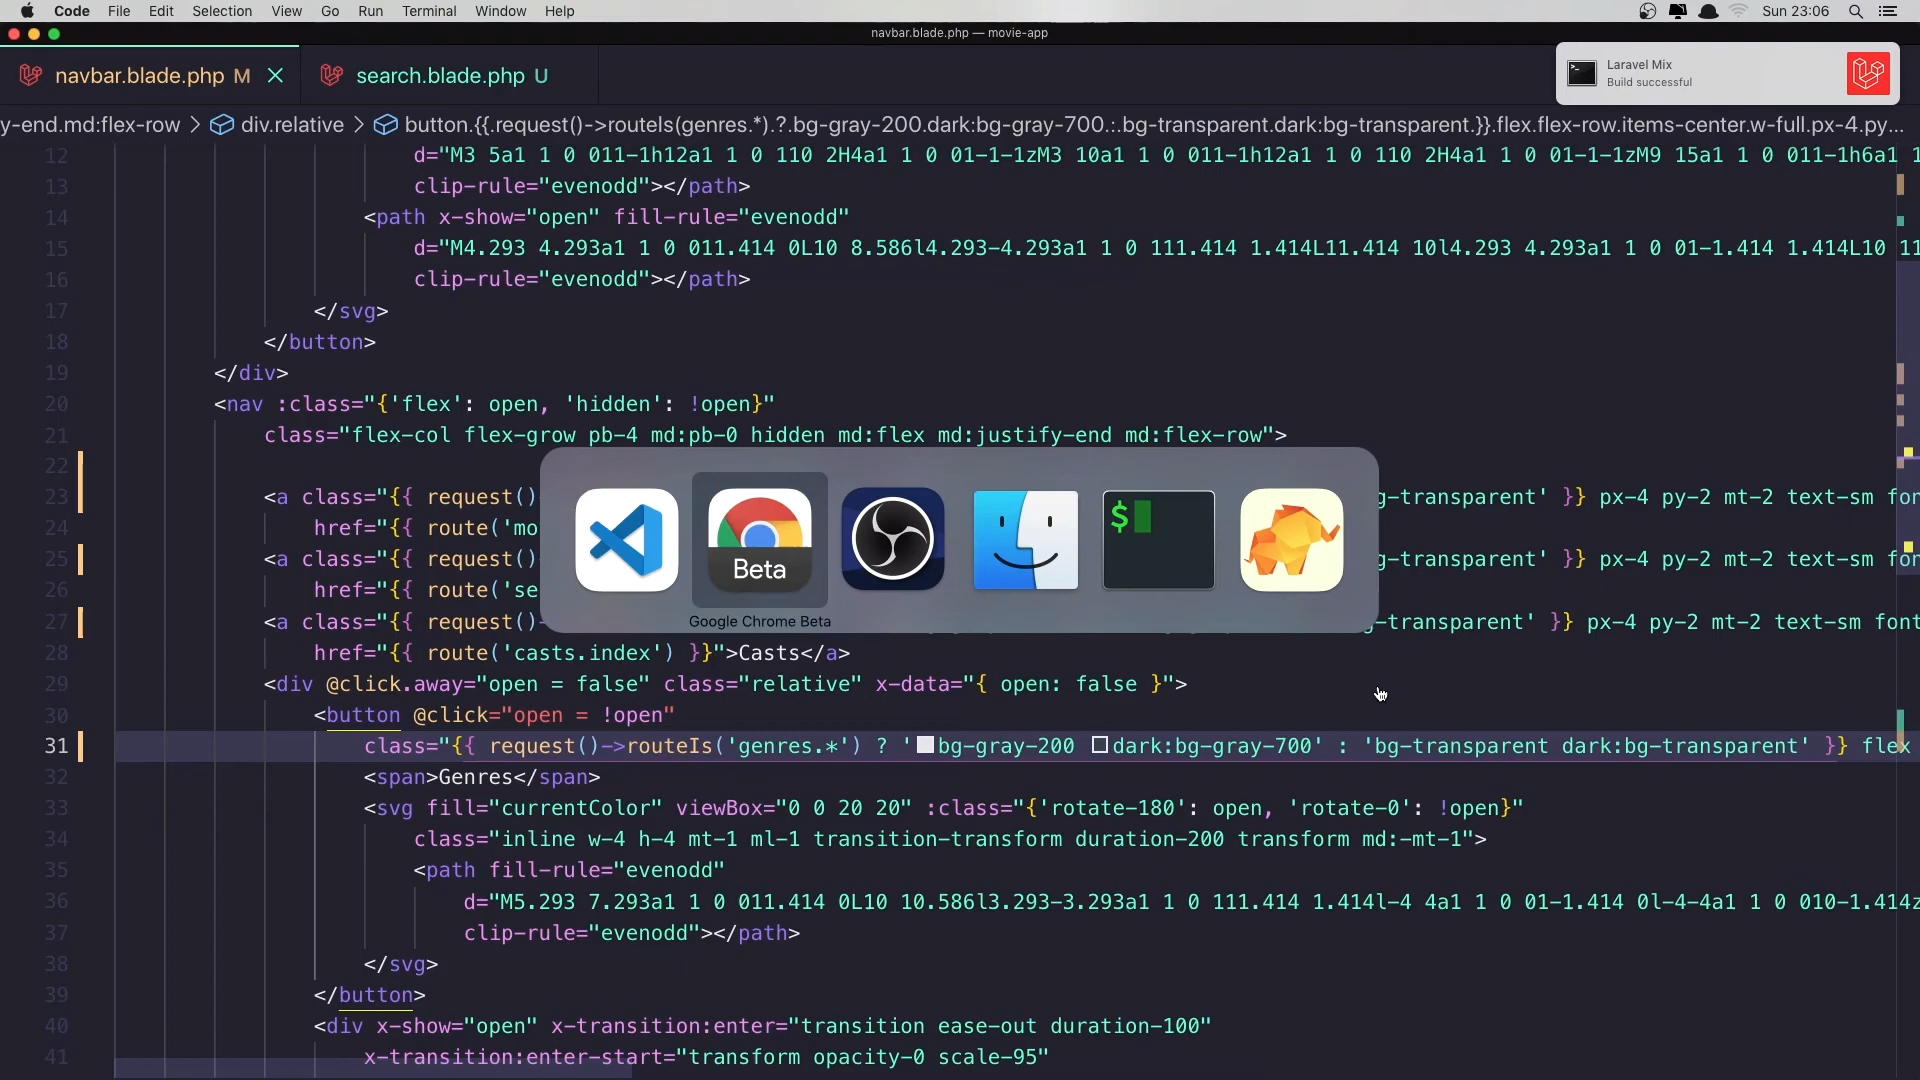 Code File Edit Selection View Go Run Terminal Window Help Sun 23:06
navbar.blade.php — movie-app
navbar.blade.php M search.blade.php U
Laravel Mix
Build successful
y-end.md:flex-row > div.relative > button.{{.request()->routeIs(genres.*).?.bg-gray-200.dark:bg-gray-700.:.bg-transparent.dark:bg-transparent.}}.flex.flex-row.items-center.w-full.px-4.py...
12 d="M3 5a1 1 0 011-1h12a1 1 0 110 2H4a1 1 0 01-1-1zM3 10a1 1 0 011-1h12a1 1 0 110 2H4a1 1 0 01-1-1zM9 15a1 1 0 011-1h6a1 1
13 clip-rule="evenodd"></path>
14 <path x-show="open" fill-rule="evenodd"
15 d="M4.293 4.293a1 1 0 011.414 0L10 8.586l4.293-4.293a1 1 0 111.414 1.414L11.414 10l4.293 4.293a1 1 0 01-1.414 1.414L10 11
16 clip-rule="evenodd"></path>
17 </svg>
18 </button>
19 </div>
20 <nav :class="{'flex': open, 'hidden': !open}"
21 class="flex-col flex-grow pb-4 md:pb-0 hidden md:flex md:justify-end md:flex-row">
22
23 <a class="{{ request() g-transparent' }} px-4 py-2 mt-2 text-sm fon
24 href="{{ route('mo
25 <a class="{{ request() g-transparent' }} px-4 py-2 mt-2 text-sm fon
26 href="{{ route('se
27 <a class="{{ request()- g-transparent' }} px-4 py-2 mt-2 text-sm font
$
Beta
Google Chrome Beta
28 href="{{ route('casts.index') }}">Casts</a>
29 <div @click.away="open = false" class="relative" x-data="{ open: false }">
30 <button @click="open = !open"
31 class="{{ request()->routeIs('genres.*') ? 'bg-gray-200 dark:bg-gray-700' : 'bg-transparent dark:bg-transparent' }} flex
32 <span>Genres</span>
33 <svg fill="currentColor" viewBox="0 0 20 20" :class="{'rotate-180': open, 'rotate-0': !open}"
34 class="inline w-4 h-4 mt-1 ml-1 transition-transform duration-200 transform md:-mt-1">
35 <path fill-rule="evenodd"
36 d="M5.293 7.293a1 1 0 011.414 0L10 10.586l3.293-3.293a1 1 0 111.414 1.414l-4 4a1 1 0 01-1.414 0l-4-4a1 1 0 010-1.414z
37 clip-rule="evenodd"></path>
38 </svg>
39 </button>
40 <div x-show="open" x-transition:enter="transition ease-out duration-100"
41 x-transition:enter-start="transform opacity-0 scale-95"